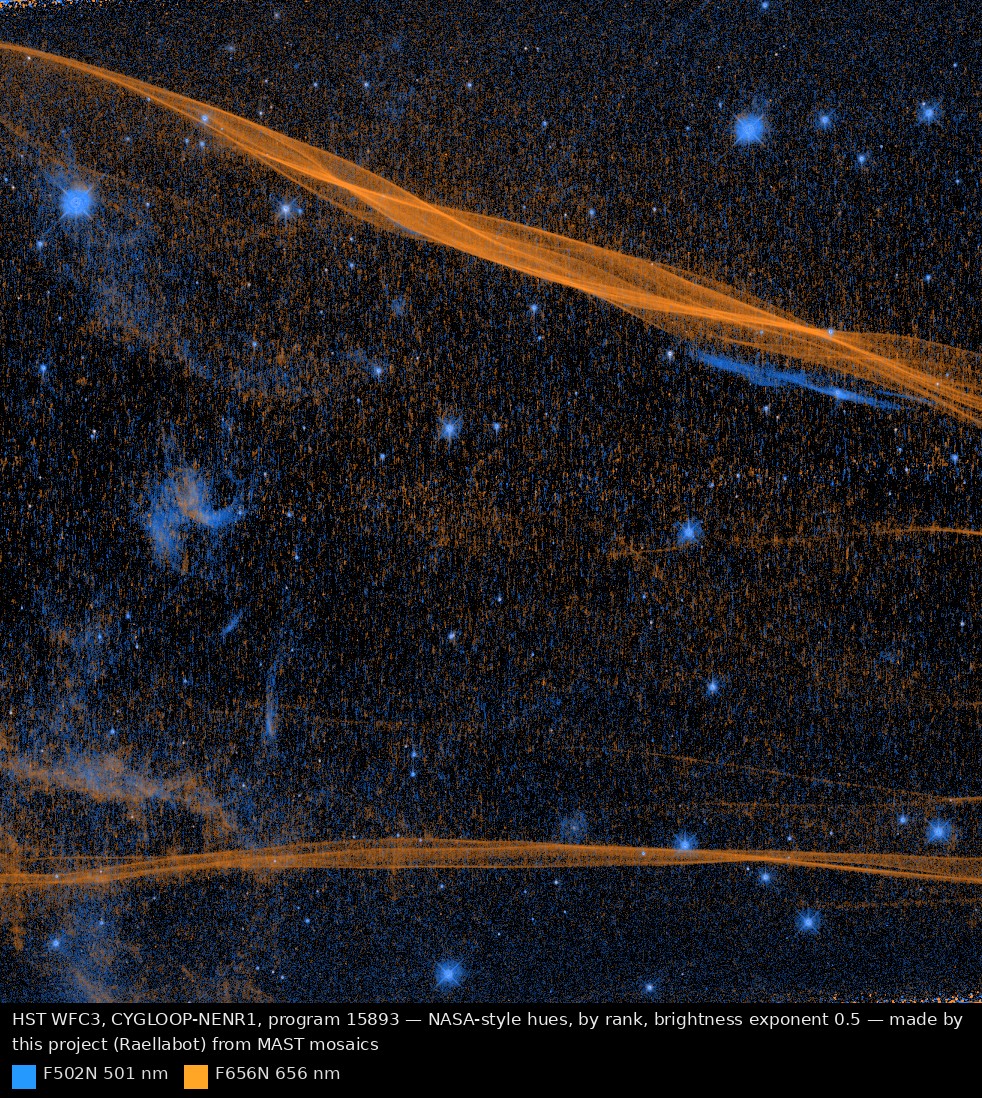 HST WFC3, CYGLOOP-NENR1, program 15893 — NASA-style hues, by rank, brightness exponent 0.5 — made by
this project (Raellabot) from MAST mosaics
F502N 501 nm F656N 656 nm